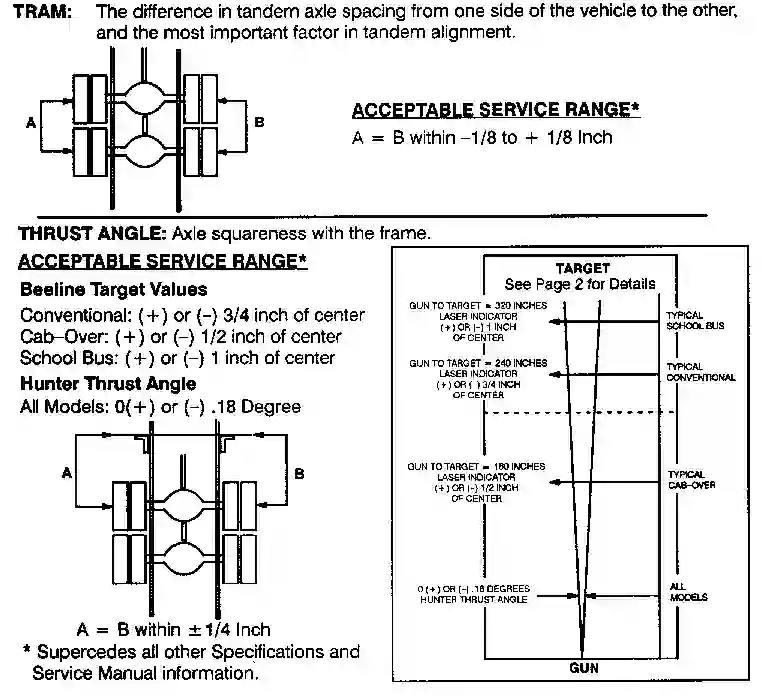 TRAM: The difference in tandem axle spacing from one side of the vehicle to the other,
and the most important factor in tandem alignment.
A
B
ACCEPTABLE SERVICE RANGE*
A = B within -1/8 to + 1/8 Inch
THRUST ANGLE: Axle squareness with the frame.
ACCEPTABLE SERVICE RANGE*
Beeline Target Values
Conventional: (+) or (-) 3/4 inch of center
Cab-Over: (+) or (-) 1/2 inch of center
School Bus: (+) or (-) 1 inch of center
Hunter Thrust Angle
All Models: 0(+) or (-) .18 Degree
A
B
A = B within ±1/4 Inch
* Supercedes all other Specifications and
Service Manual information.
TARGET
See Page 2 for Details
GUN TO TARGET = 320 INCHES
LASER INDICATOR
(+) OR (-) 1 INCH
OF CENTER
TYPICAL
SCHOOL BUS
GUN TO TARGET = 240 INCHES
LASER INDICATOR
(+) OR ( ) 3/4 INCH
OF CENTER
TYPICAL
CONVENTIONAL
GUN TO TARGET = 160 INCHES
LASER INDICATOR
(+) OR (-) 1/2 INCH
OF CENTER
TYPICAL
CAB-OVER
0 (+) OR (-) .18 DEGREES
HUNTER THRUST ANGLE
ALL
MODELS
GUN